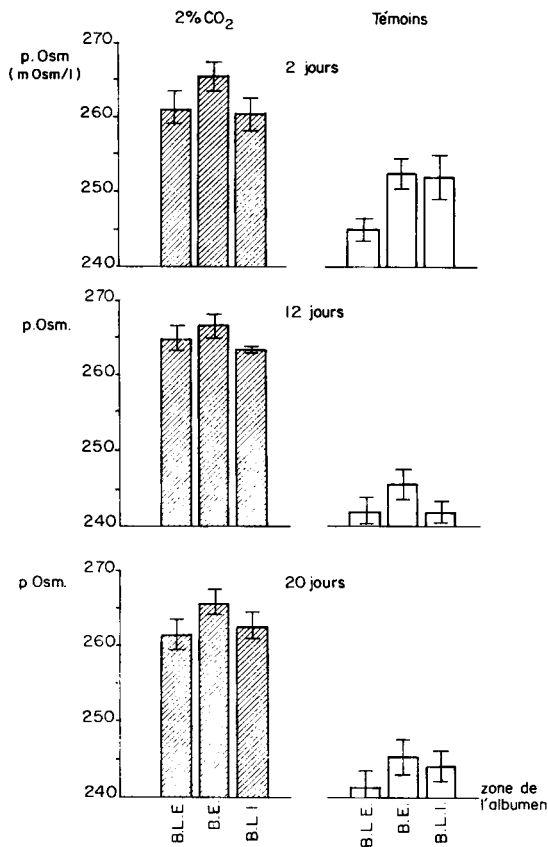 2% CO2
Témoins
p. Osm
(m Osm/l)
2 jours
270
260
250
240
p.Osm.
12 jours
270
260
250
240
p Osm.
20 jours
270
260
250
240
B.L.E.
B.E.
B.L.I.
B.L.E.
B.E.
B.L.I.
zone de
l'albumen